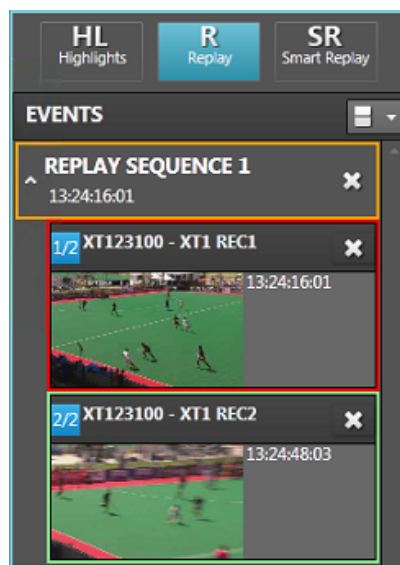 HL
Highlights
R
Replay
SR
Smart Replay
EVENTS
REPLAY SEQUENCE 1
13:24:16:01
1/2 XT123100 - XT1 REC1
13:24:16:01
2/2 XT123100 - XT1 REC2
13:24:48:03